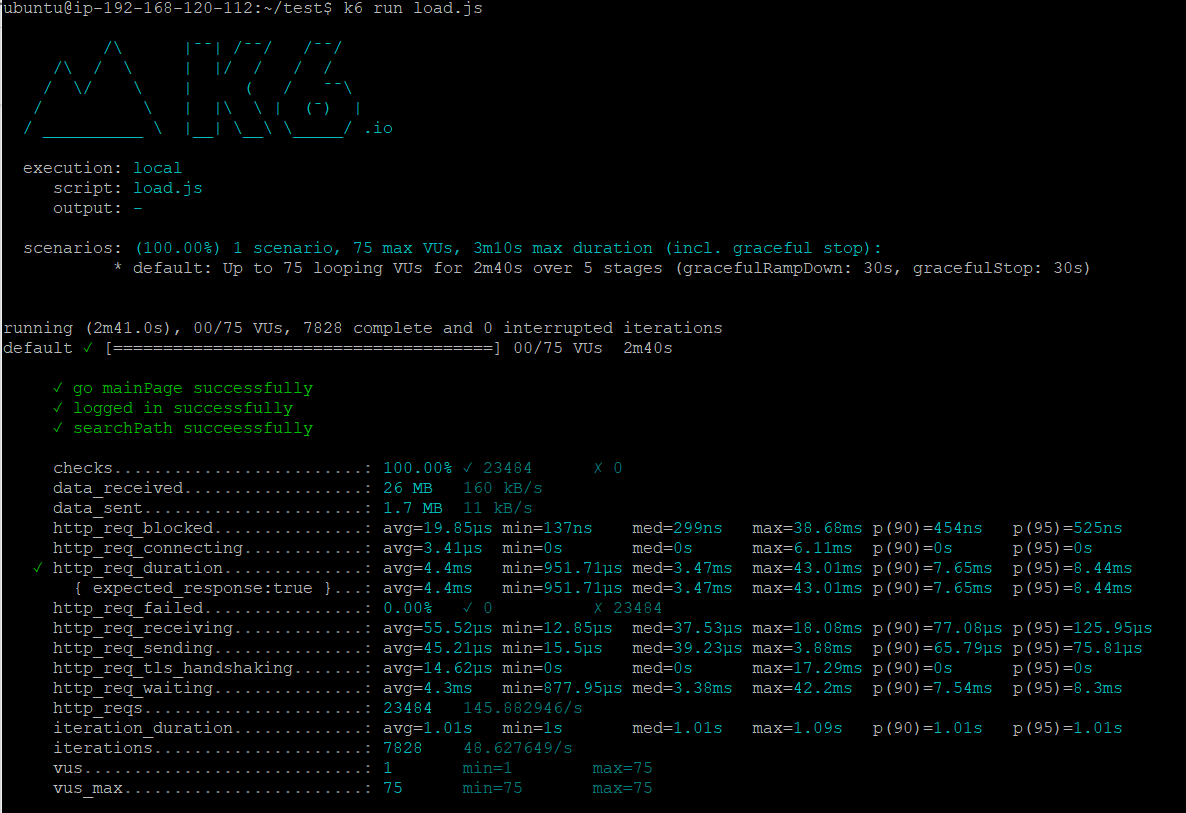 ubuntu@ip-192-168-120-112:~/test$ k6 run load.js
          /\      |‾‾| /‾‾/   /‾‾/
     /\  /  \     |  |/  /   /  /
    /  \/    \    |     (   /   ‾‾\
   /          \   |  |\  \ |  (‾)  |
  / __________ \  |__| \__\ \_____/ .io
  execution: local
     script: load.js
     output: -
  scenarios: (100.00%) 1 scenario, 75 max VUs, 3m10s max duration (incl. graceful stop):
           * default: Up to 75 looping VUs for 2m40s over 5 stages (gracefulRampDown: 30s, gracefulStop: 30s)
running (2m41.0s), 00/75 VUs, 7828 complete and 0 interrupted iterations
default ✓ [======================================] 00/75 VUs  2m40s
     ✓ go mainPage successfully
     ✓ logged in successfully
     ✓ searchPath succeessfully
     checks.........................: 100.00% ✓ 23484      ✗ 0
     data_received..................: 26 MB   160 kB/s
     data_sent......................: 1.7 MB  11 kB/s
     http_req_blocked...............: avg=19.85µs min=137ns    med=299ns   max=38.68ms p(90)=454ns   p(95)=525ns
     http_req_connecting............: avg=3.41µs  min=0s       med=0s      max=6.11ms  p(90)=0s      p(95)=0s
   ✓ http_req_duration..............: avg=4.4ms   min=951.71µs med=3.47ms  max=43.01ms p(90)=7.65ms  p(95)=8.44ms
       { expected_response:true }...: avg=4.4ms   min=951.71µs med=3.47ms  max=43.01ms p(90)=7.65ms  p(95)=8.44ms
     http_req_failed................: 0.00%   ✓ 0          ✗ 23484
     http_req_receiving.............: avg=55.52µs min=12.85µs  med=37.53µs max=18.08ms p(90)=77.08µs p(95)=125.95µs
     http_req_sending...............: avg=45.21µs min=15.5µs   med=39.23µs max=3.88ms  p(90)=65.79µs p(95)=75.81µs
     http_req_tls_handshaking.......: avg=14.62µs min=0s       med=0s      max=17.29ms p(90)=0s      p(95)=0s
     http_req_waiting...............: avg=4.3ms   min=877.95µs med=3.38ms  max=42.2ms  p(90)=7.54ms  p(95)=8.3ms
     http_reqs......................: 23484   145.882946/s
     iteration_duration.............: avg=1.01s   min=1s       med=1.01s   max=1.09s   p(90)=1.01s   p(95)=1.01s
     iterations.....................: 7828    48.627649/s
     vus............................: 1       min=1        max=75
     vus_max........................: 75      min=75       max=75